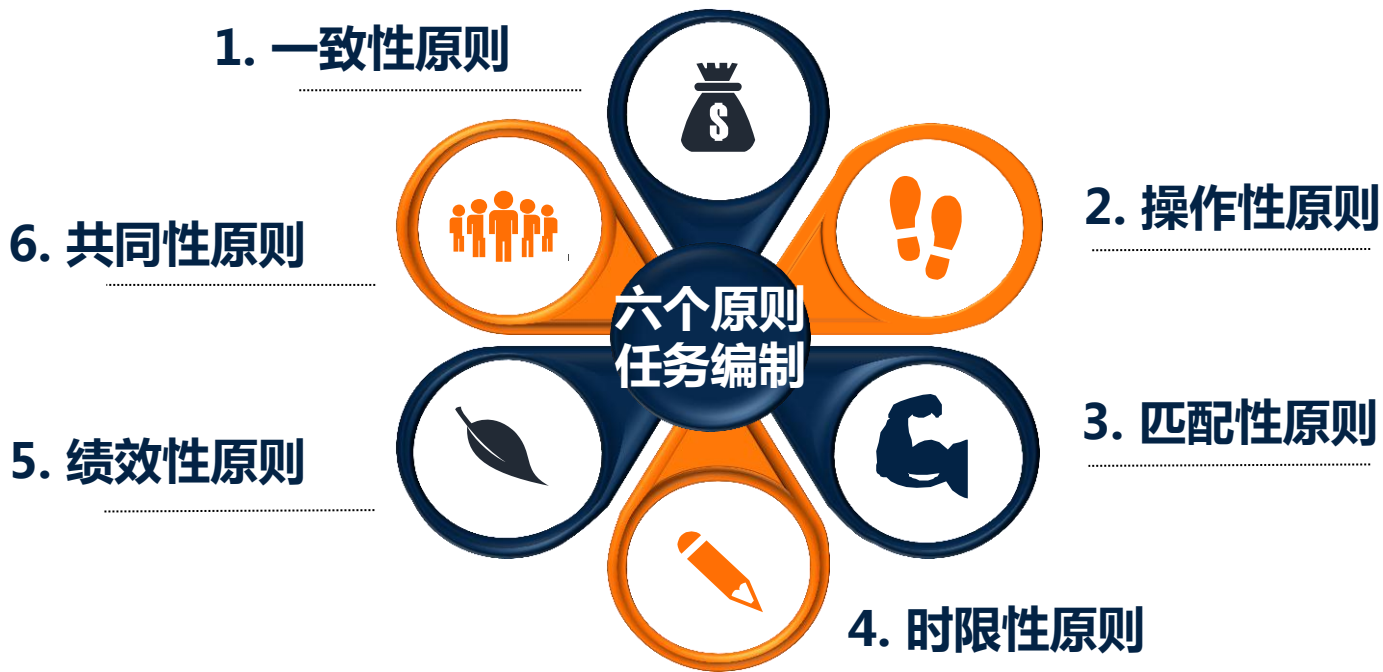 1. 一致性原则
2. 操作性原则
3. 匹配性原则
4. 时限性原则
5. 绩效性原则
6. 共同性原则
六个原则
任务编制
$